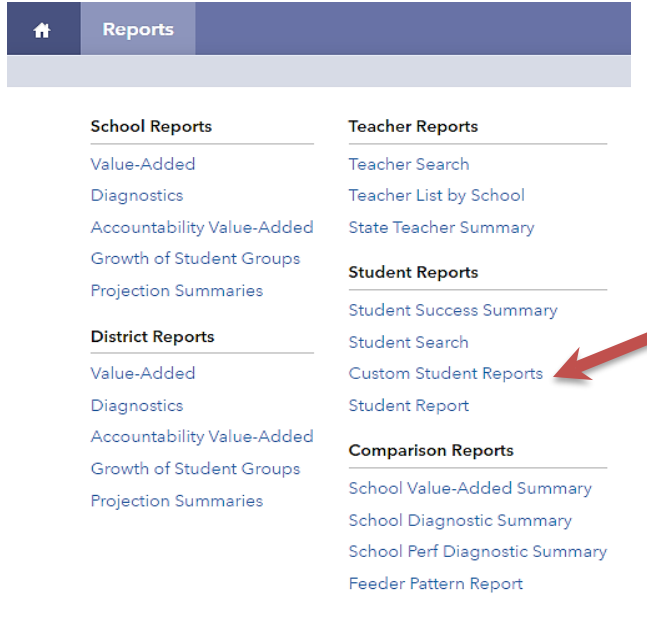 Reports
School Reports
Value-Added
Diagnostics
Accountability Value-Added
Growth of Student Groups
Projection Summaries
District Reports
Value-Added
Diagnostics
Accountability Value-Added
Growth of Student Groups
Projection Summaries
Teacher Reports
Teacher Search
Teacher List by School
State Teacher Summary
Student Reports
Student Success Summary
Student Search
Custom Student Reports
Student Report
Comparison Reports
School Value-Added Summary
School Diagnostic Summary
School Perf Diagnostic Summary
Feeder Pattern Report